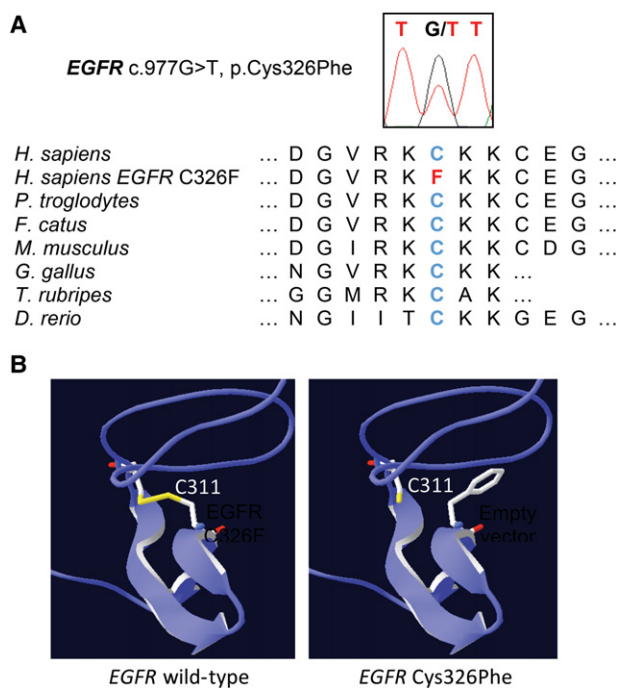 A
T G/T T
EGFR c.977G>T, p.Cys326Phe
H. sapiens ... D G V R K C K K C E G ...
H. sapiens EGFR C326F ... D G V R K F K K C E G ...
P. troglodytes ... D G V R K C K K C E G ...
F. catus ... D G V R K C K K C E G ...
M. musculus ... D G I R K C K K C D G ...
G. gallus ... N G V R K C K K ...
T. rubripes ... G G M R K C A K ...
D. rerio ... N G I I T C K K G E G ...
B
C311
EGFR
C326F
C311
Empty
vector
EGFR wild-type
EGFR Cys326Phe